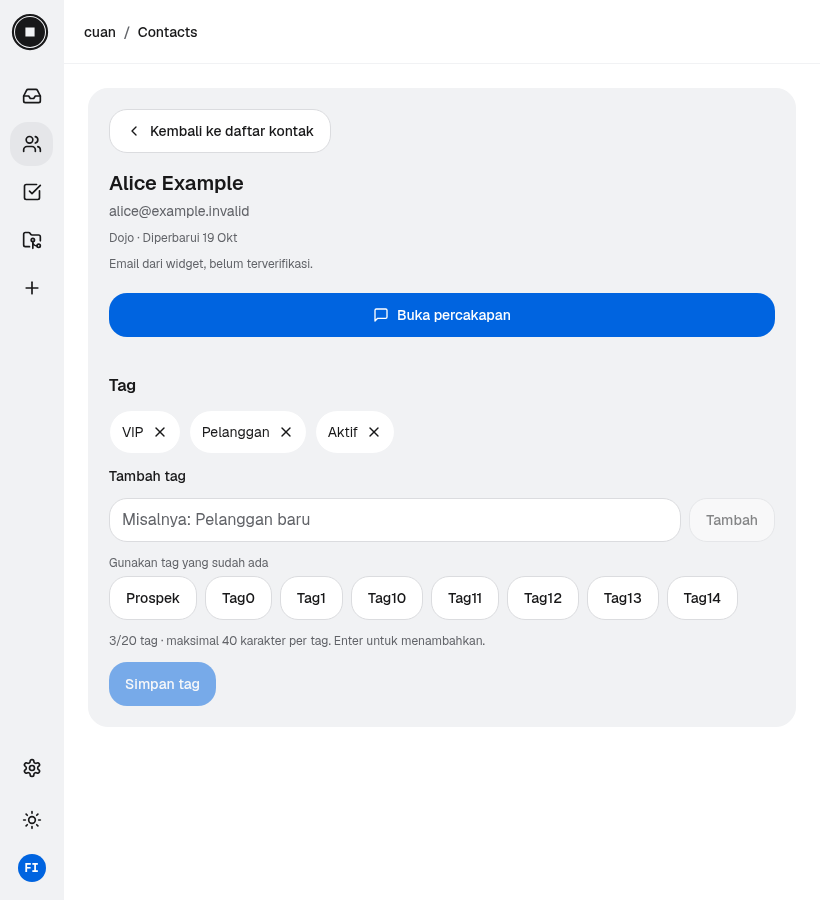 cuan / Contacts
Kembali ke daftar kontak
Alice Example
alice@example.invalid
Dojo · Diperbarui 19 Okt
Email dari widget, belum terverifikasi.
Buka percakapan
Tag
VIP Pelanggan Aktif
Tambah tag
Misalnya: Pelanggan baru Tambah
Gunakan tag yang sudah ada
Prospek Tag0 Tag1 Tag10 Tag11 Tag12 Tag13 Tag14
3/20 tag · maksimal 40 karakter per tag. Enter untuk menambahkan.
Simpan tag
FI